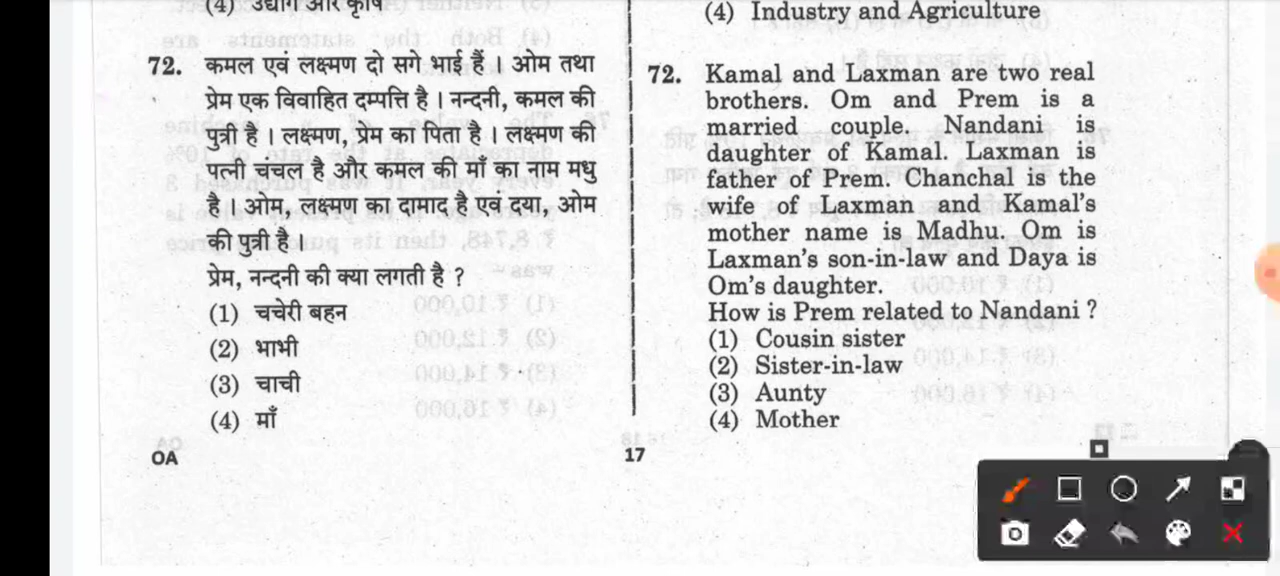 (4) उद्योग और कृषि
72. कमल एवं लक्ष्मण दो सगे भाई हैं । ओम तथा
प्रेम एक विवाहित दम्पत्ति है । नन्दनी, कमल की
पुत्री है । लक्ष्मण, प्रेम का पिता है । लक्ष्मण की
पत्नी चंचल है और कमल की माँ का नाम मधु
है । ओम, लक्ष्मण का दामाद है एवं दया, ओम
की पुत्री है ।
प्रेम, नन्दनी की क्या लगती है ?
(1) चचेरी बहन
(2) भाभी
(3) चाची
(4) माँ
OA
(4) Industry and Agriculture
72. Kamal and Laxman are two real
brothers. Om and Prem is a
married couple. Nandani is
daughter of Kamal. Laxman is
father of Prem. Chanchal is the
wife of Laxman and Kamal's
mother name is Madhu. Om is
Laxman's son-in-law and Daya is
Om's daughter.
How is Prem related to Nandani ?
(1) Cousin sister
(2) Sister-in-law
(3) Aunty
(4) Mother
17